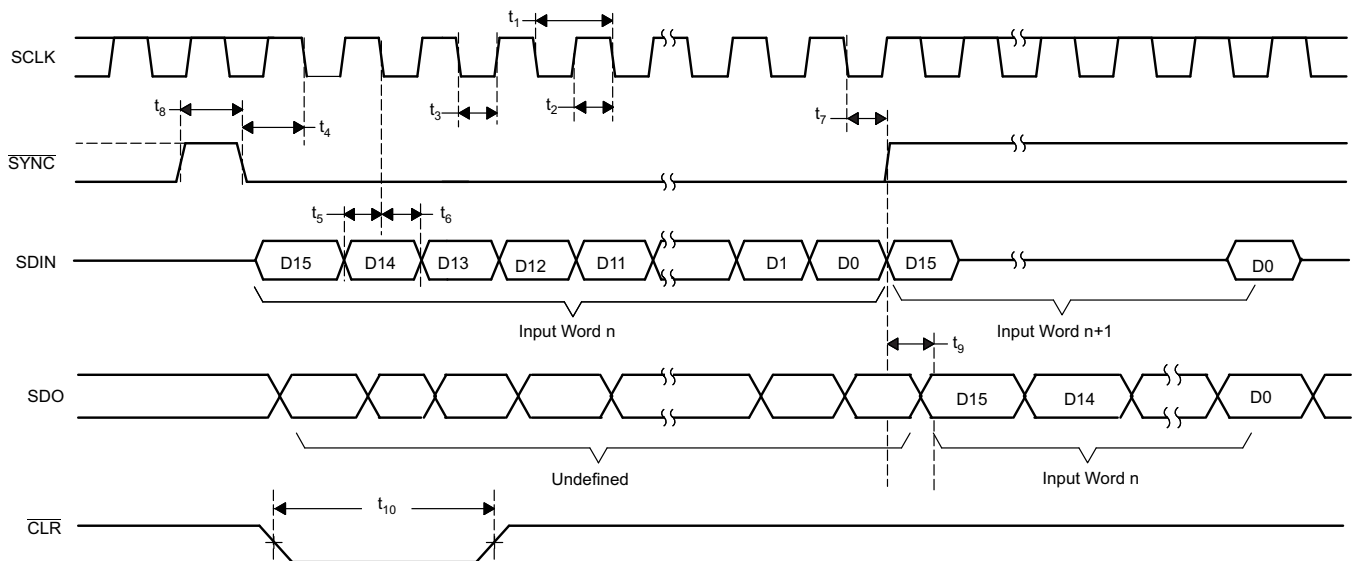 t1
SCLK
t8
t4
t3
t2
t7
SYNC
t5
t6
SDIN
D15 D14 D13 D12 D11 D1 D0 D15 D0
Input Word n
Input Word n+1
t9
SDO
D15 D14 D0
Undefined
Input Word n
t10
CLR